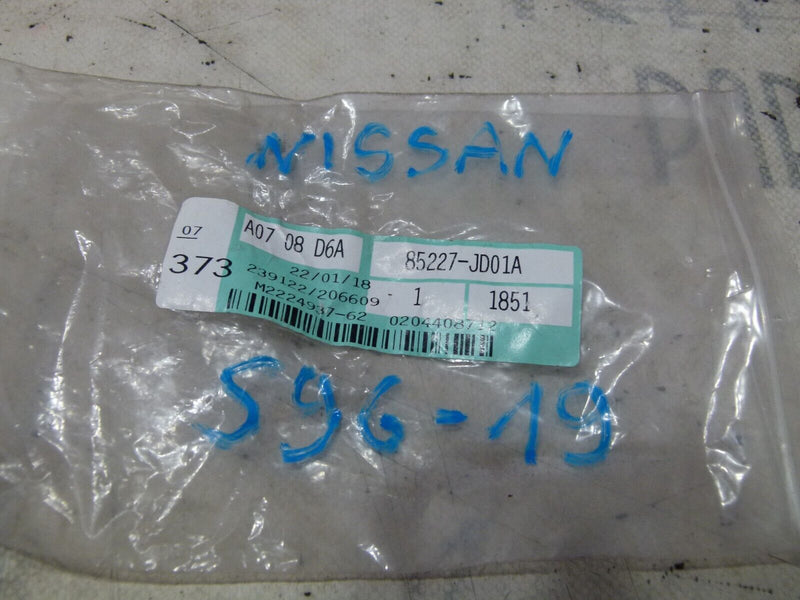 NISSAN
07
373
A07 08 D6A
85227-JD01A
22/01/18
239122/206609
1
1851
M2224937-62
0204408712
S96-19